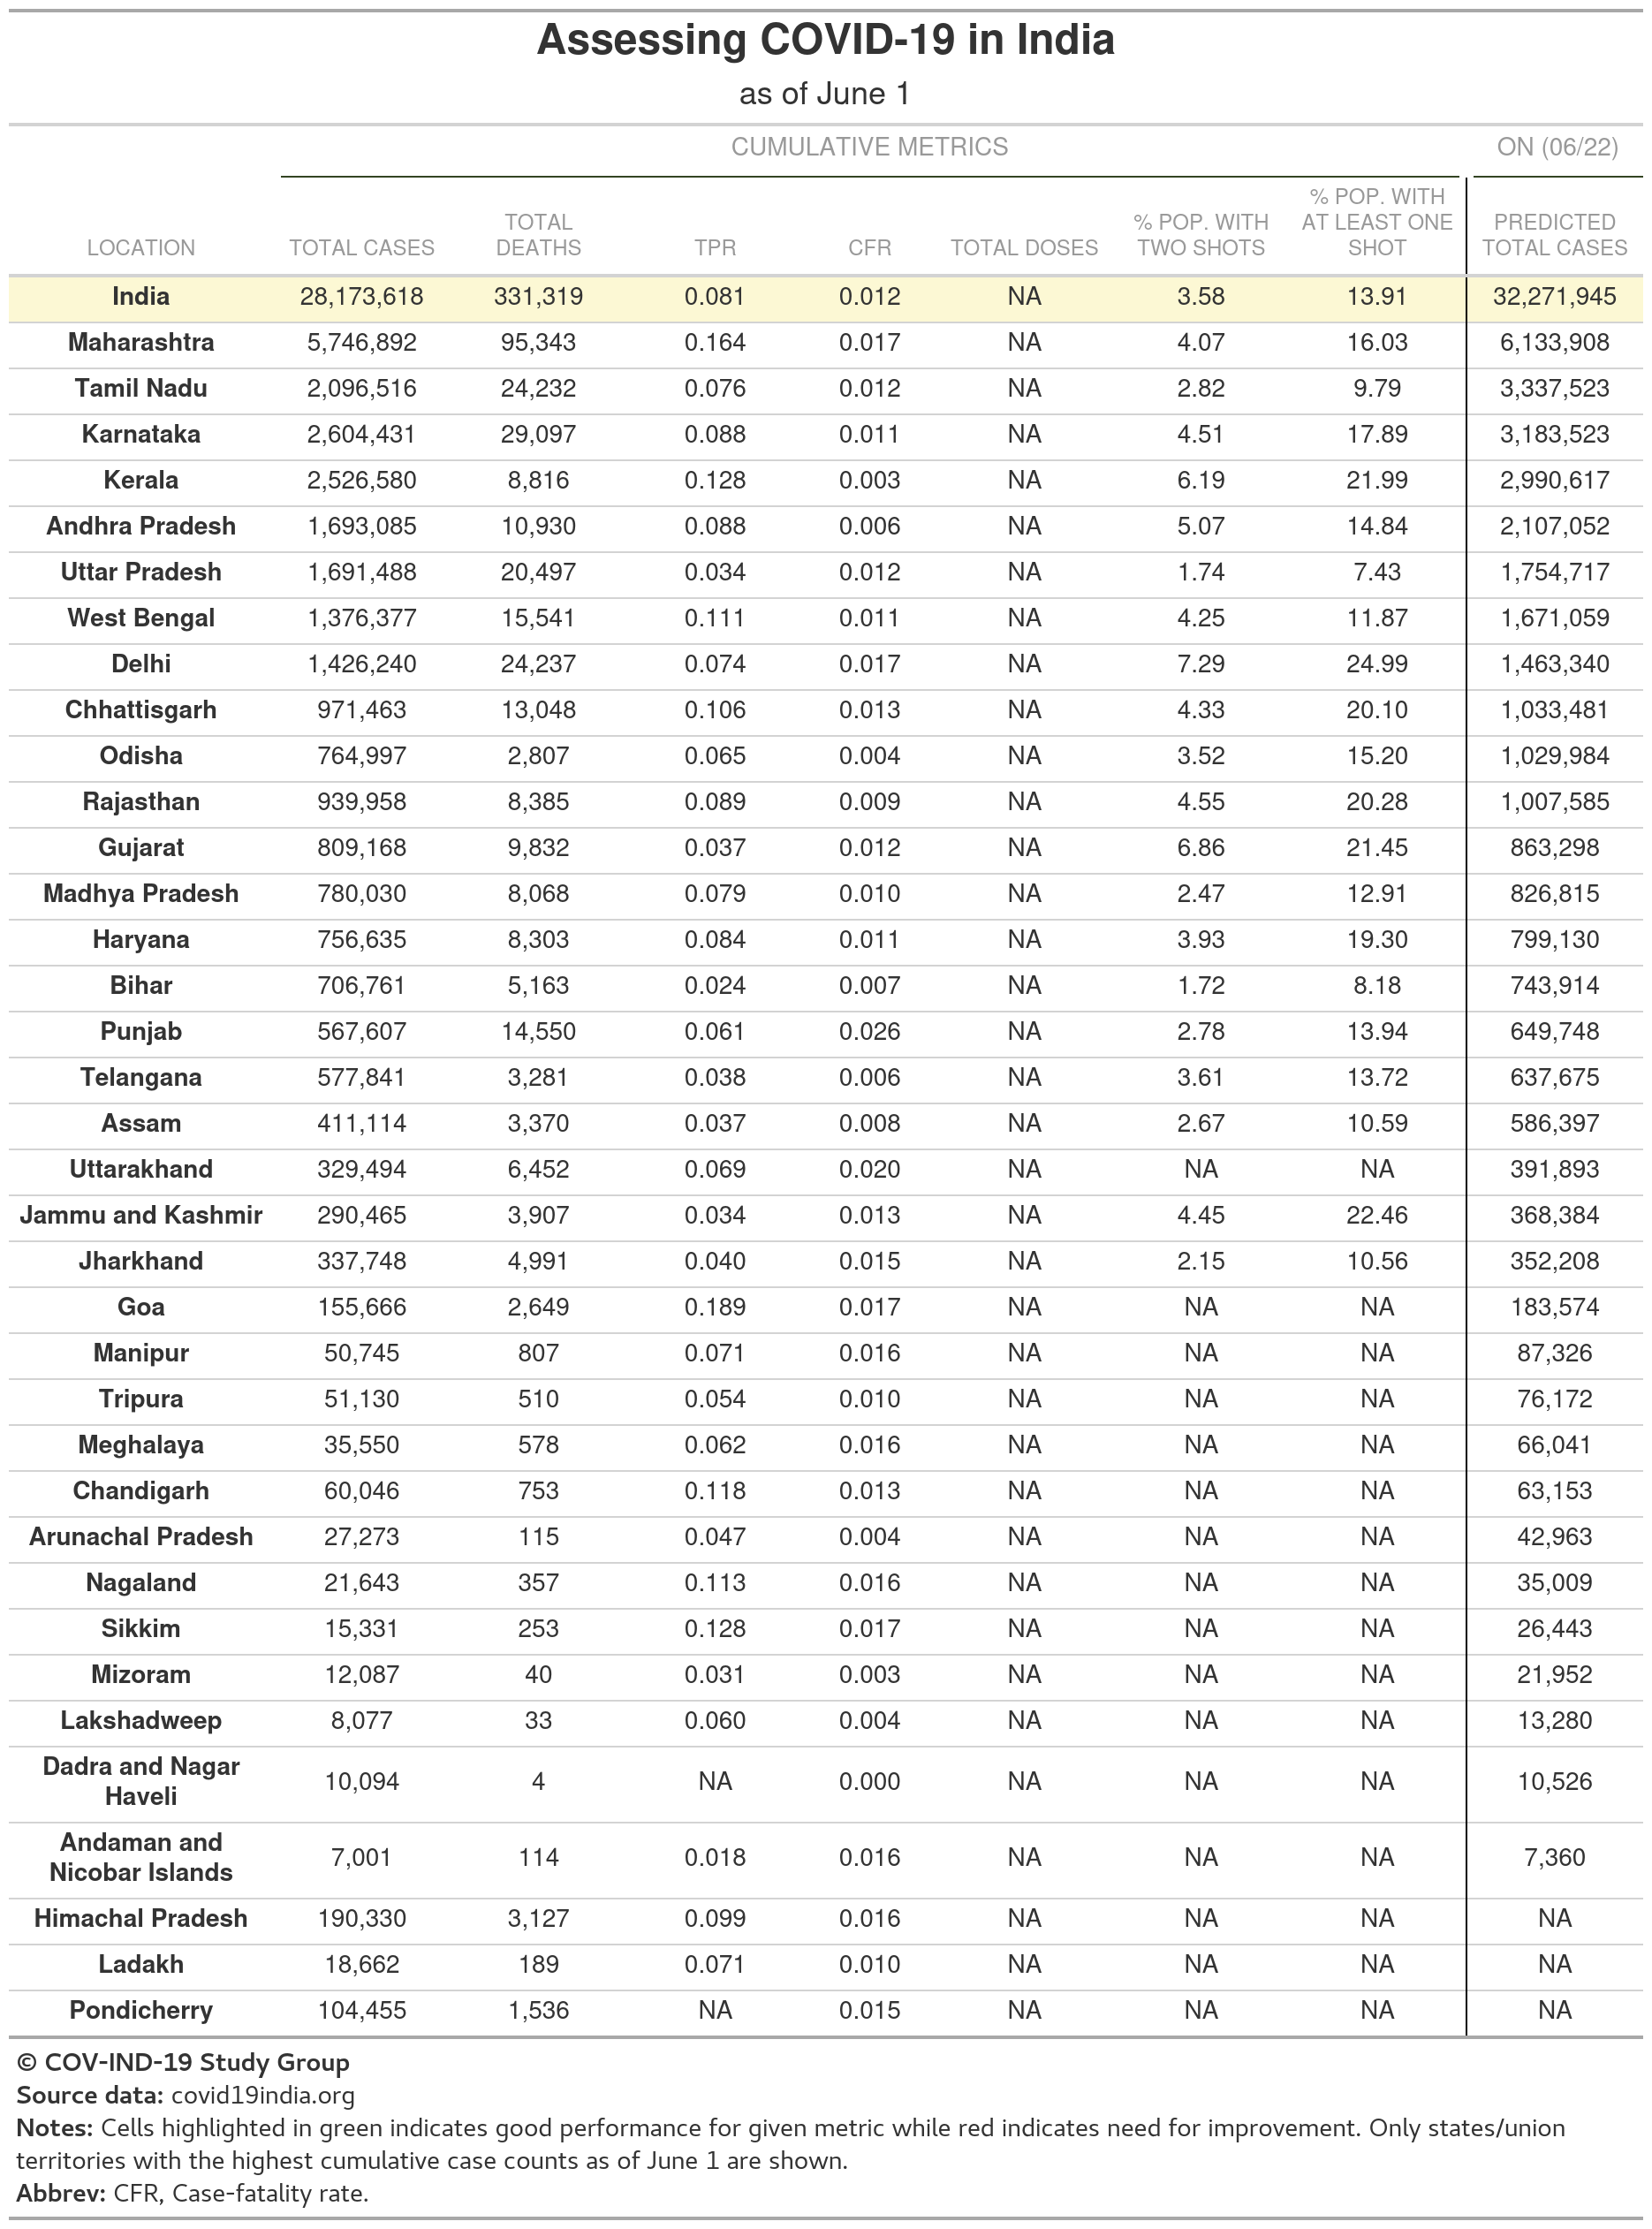 Assessing COVID-19 in India
as of June 1
CUMULATIVE METRICS ON (06/22)
LOCATION TOTAL CASES TOTAL DEATHS TPR CFR TOTAL DOSES % POP. WITH TWO SHOTS % POP. WITH AT LEAST ONE SHOT PREDICTED TOTAL CASES
India 28,173,618 331,319 0.081 0.012 NA 3.58 13.91 32,271,945
Maharashtra 5,746,892 95,343 0.164 0.017 NA 4.07 16.03 6,133,908
Tamil Nadu 2,096,516 24,232 0.076 0.012 NA 2.82 9.79 3,337,523
Karnataka 2,604,431 29,097 0.088 0.011 NA 4.51 17.89 3,183,523
Kerala 2,526,580 8,816 0.128 0.003 NA 6.19 21.99 2,990,617
Andhra Pradesh 1,693,085 10,930 0.088 0.006 NA 5.07 14.84 2,107,052
Uttar Pradesh 1,691,488 20,497 0.034 0.012 NA 1.74 7.43 1,754,717
West Bengal 1,376,377 15,541 0.111 0.011 NA 4.25 11.87 1,671,059
Delhi 1,426,240 24,237 0.074 0.017 NA 7.29 24.99 1,463,340
Chhattisgarh 971,463 13,048 0.106 0.013 NA 4.33 20.10 1,033,481
Odisha 764,997 2,807 0.065 0.004 NA 3.52 15.20 1,029,984
Rajasthan 939,958 8,385 0.089 0.009 NA 4.55 20.28 1,007,585
Gujarat 809,168 9,832 0.037 0.012 NA 6.86 21.45 863,298
Madhya Pradesh 780,030 8,068 0.079 0.010 NA 2.47 12.91 826,815
Haryana 756,635 8,303 0.084 0.011 NA 3.93 19.30 799,130
Bihar 706,761 5,163 0.024 0.007 NA 1.72 8.18 743,914
Punjab 567,607 14,550 0.061 0.026 NA 2.78 13.94 649,748
Telangana 577,841 3,281 0.038 0.006 NA 3.61 13.72 637,675
Assam 411,114 3,370 0.037 0.008 NA 2.67 10.59 586,397
Uttarakhand 329,494 6,452 0.069 0.020 NA NA NA 391,893
Jammu and Kashmir 290,465 3,907 0.034 0.013 NA 4.45 22.46 368,384
Jharkhand 337,748 4,991 0.040 0.015 NA 2.15 10.56 352,208
Goa 155,666 2,649 0.189 0.017 NA NA NA 183,574
Manipur 50,745 807 0.071 0.016 NA NA NA 87,326
Tripura 51,130 510 0.054 0.010 NA NA NA 76,172
Meghalaya 35,550 578 0.062 0.016 NA NA NA 66,041
Chandigarh 60,046 753 0.118 0.013 NA NA NA 63,153
Arunachal Pradesh 27,273 115 0.047 0.004 NA NA NA 42,963
Nagaland 21,643 357 0.113 0.016 NA NA NA 35,009
Sikkim 15,331 253 0.128 0.017 NA NA NA 26,443
Mizoram 12,087 40 0.031 0.003 NA NA NA 21,952
Lakshadweep 8,077 33 0.060 0.004 NA NA NA 13,280
Dadra and Nagar Haveli 10,094 4 NA 0.000 NA NA NA 10,526
Andaman and Nicobar Islands 7,001 114 0.018 0.016 NA NA NA 7,360
Himachal Pradesh 190,330 3,127 0.099 0.016 NA NA NA NA
Ladakh 18,662 189 0.071 0.010 NA NA NA NA
Pondicherry 104,455 1,536 NA 0.015 NA NA NA NA
© COV-IND-19 Study Group
Source data: covid19india.org
Notes: Cells highlighted in green indicates good performance for given metric while red indicates need for improvement. Only states/union
territories with the highest cumulative case counts as of June 1 are shown.
Abbrev: CFR, Case-fatality rate.